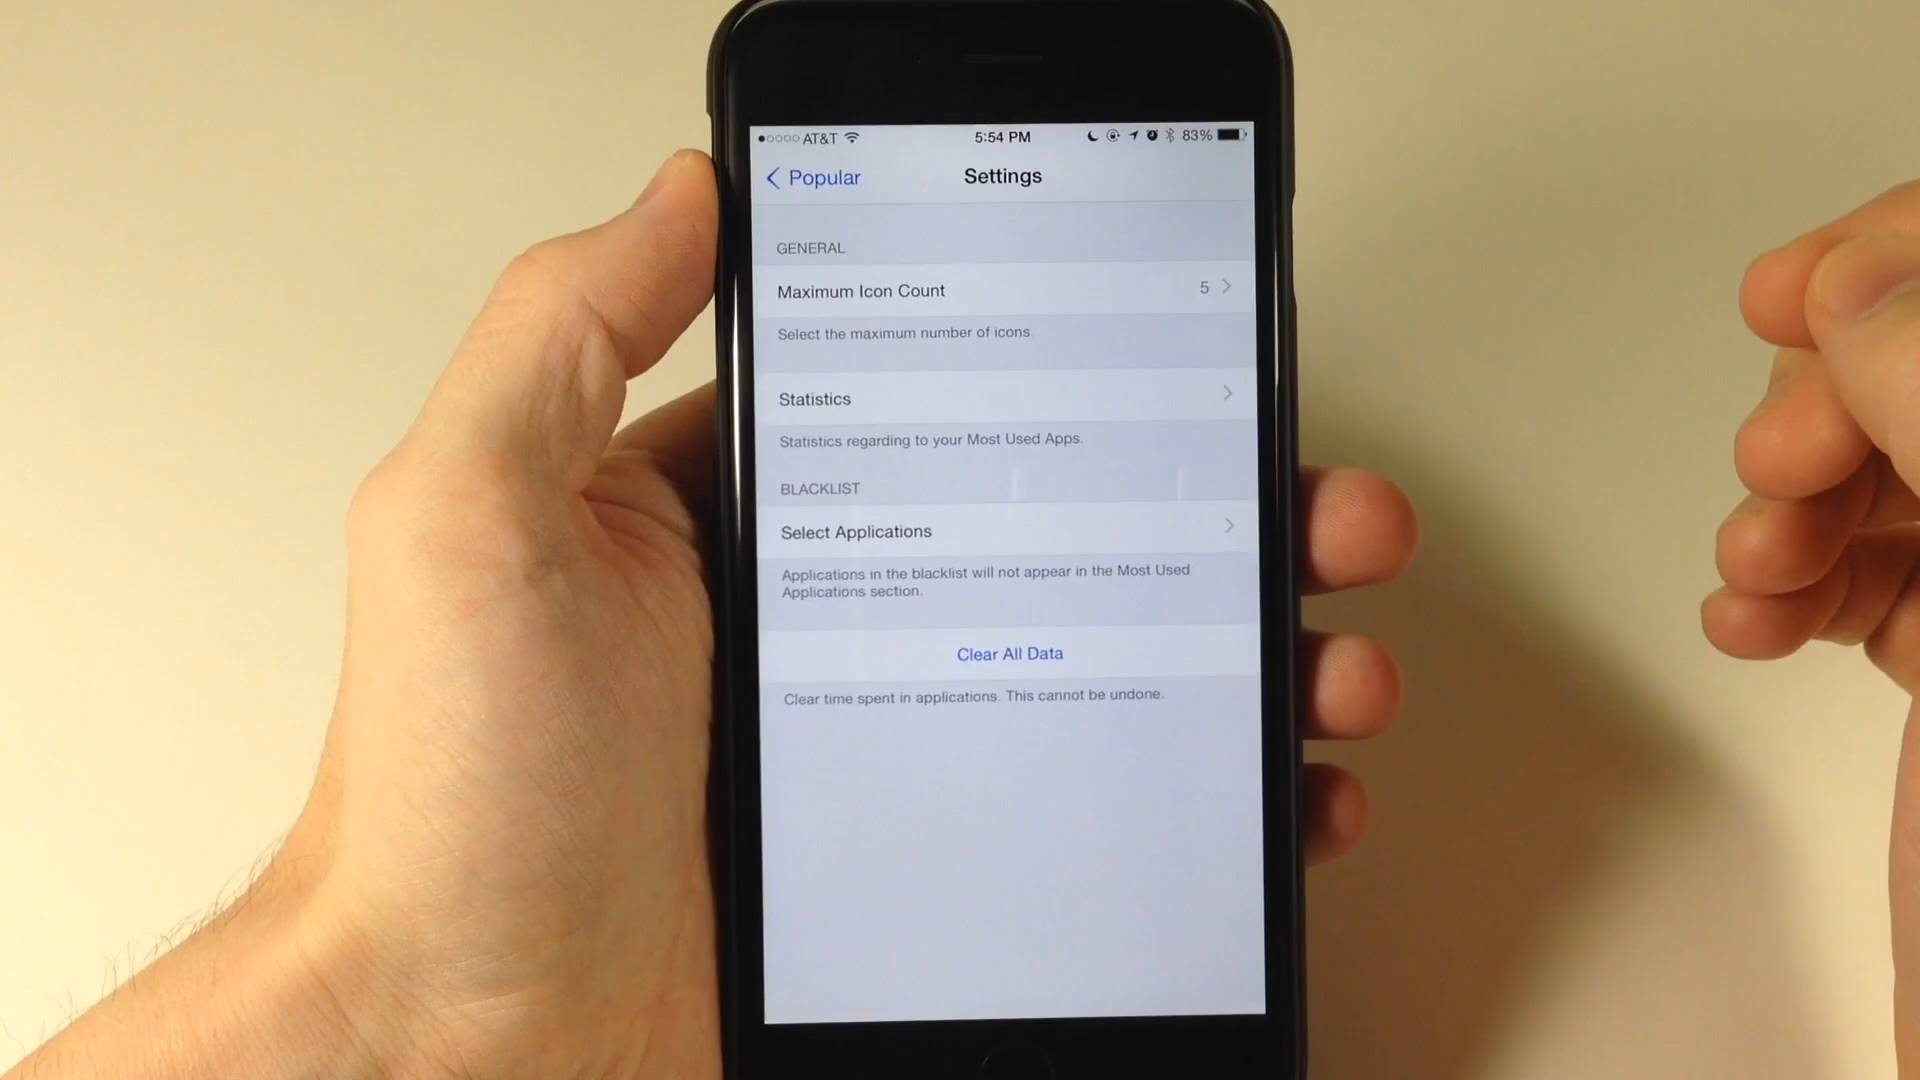 AT&T 5:54 PM 83%
Popular Settings
GENERAL
Maximum Icon Count 5
Select the maximum number of icons.
Statistics
Statistics regarding to your Most Used Apps.
BLACKLIST
Select Applications
Applications in the blacklist will not appear in the Most Used
Applications section.
Clear All Data
Clear time spent in applications. This cannot be undone.